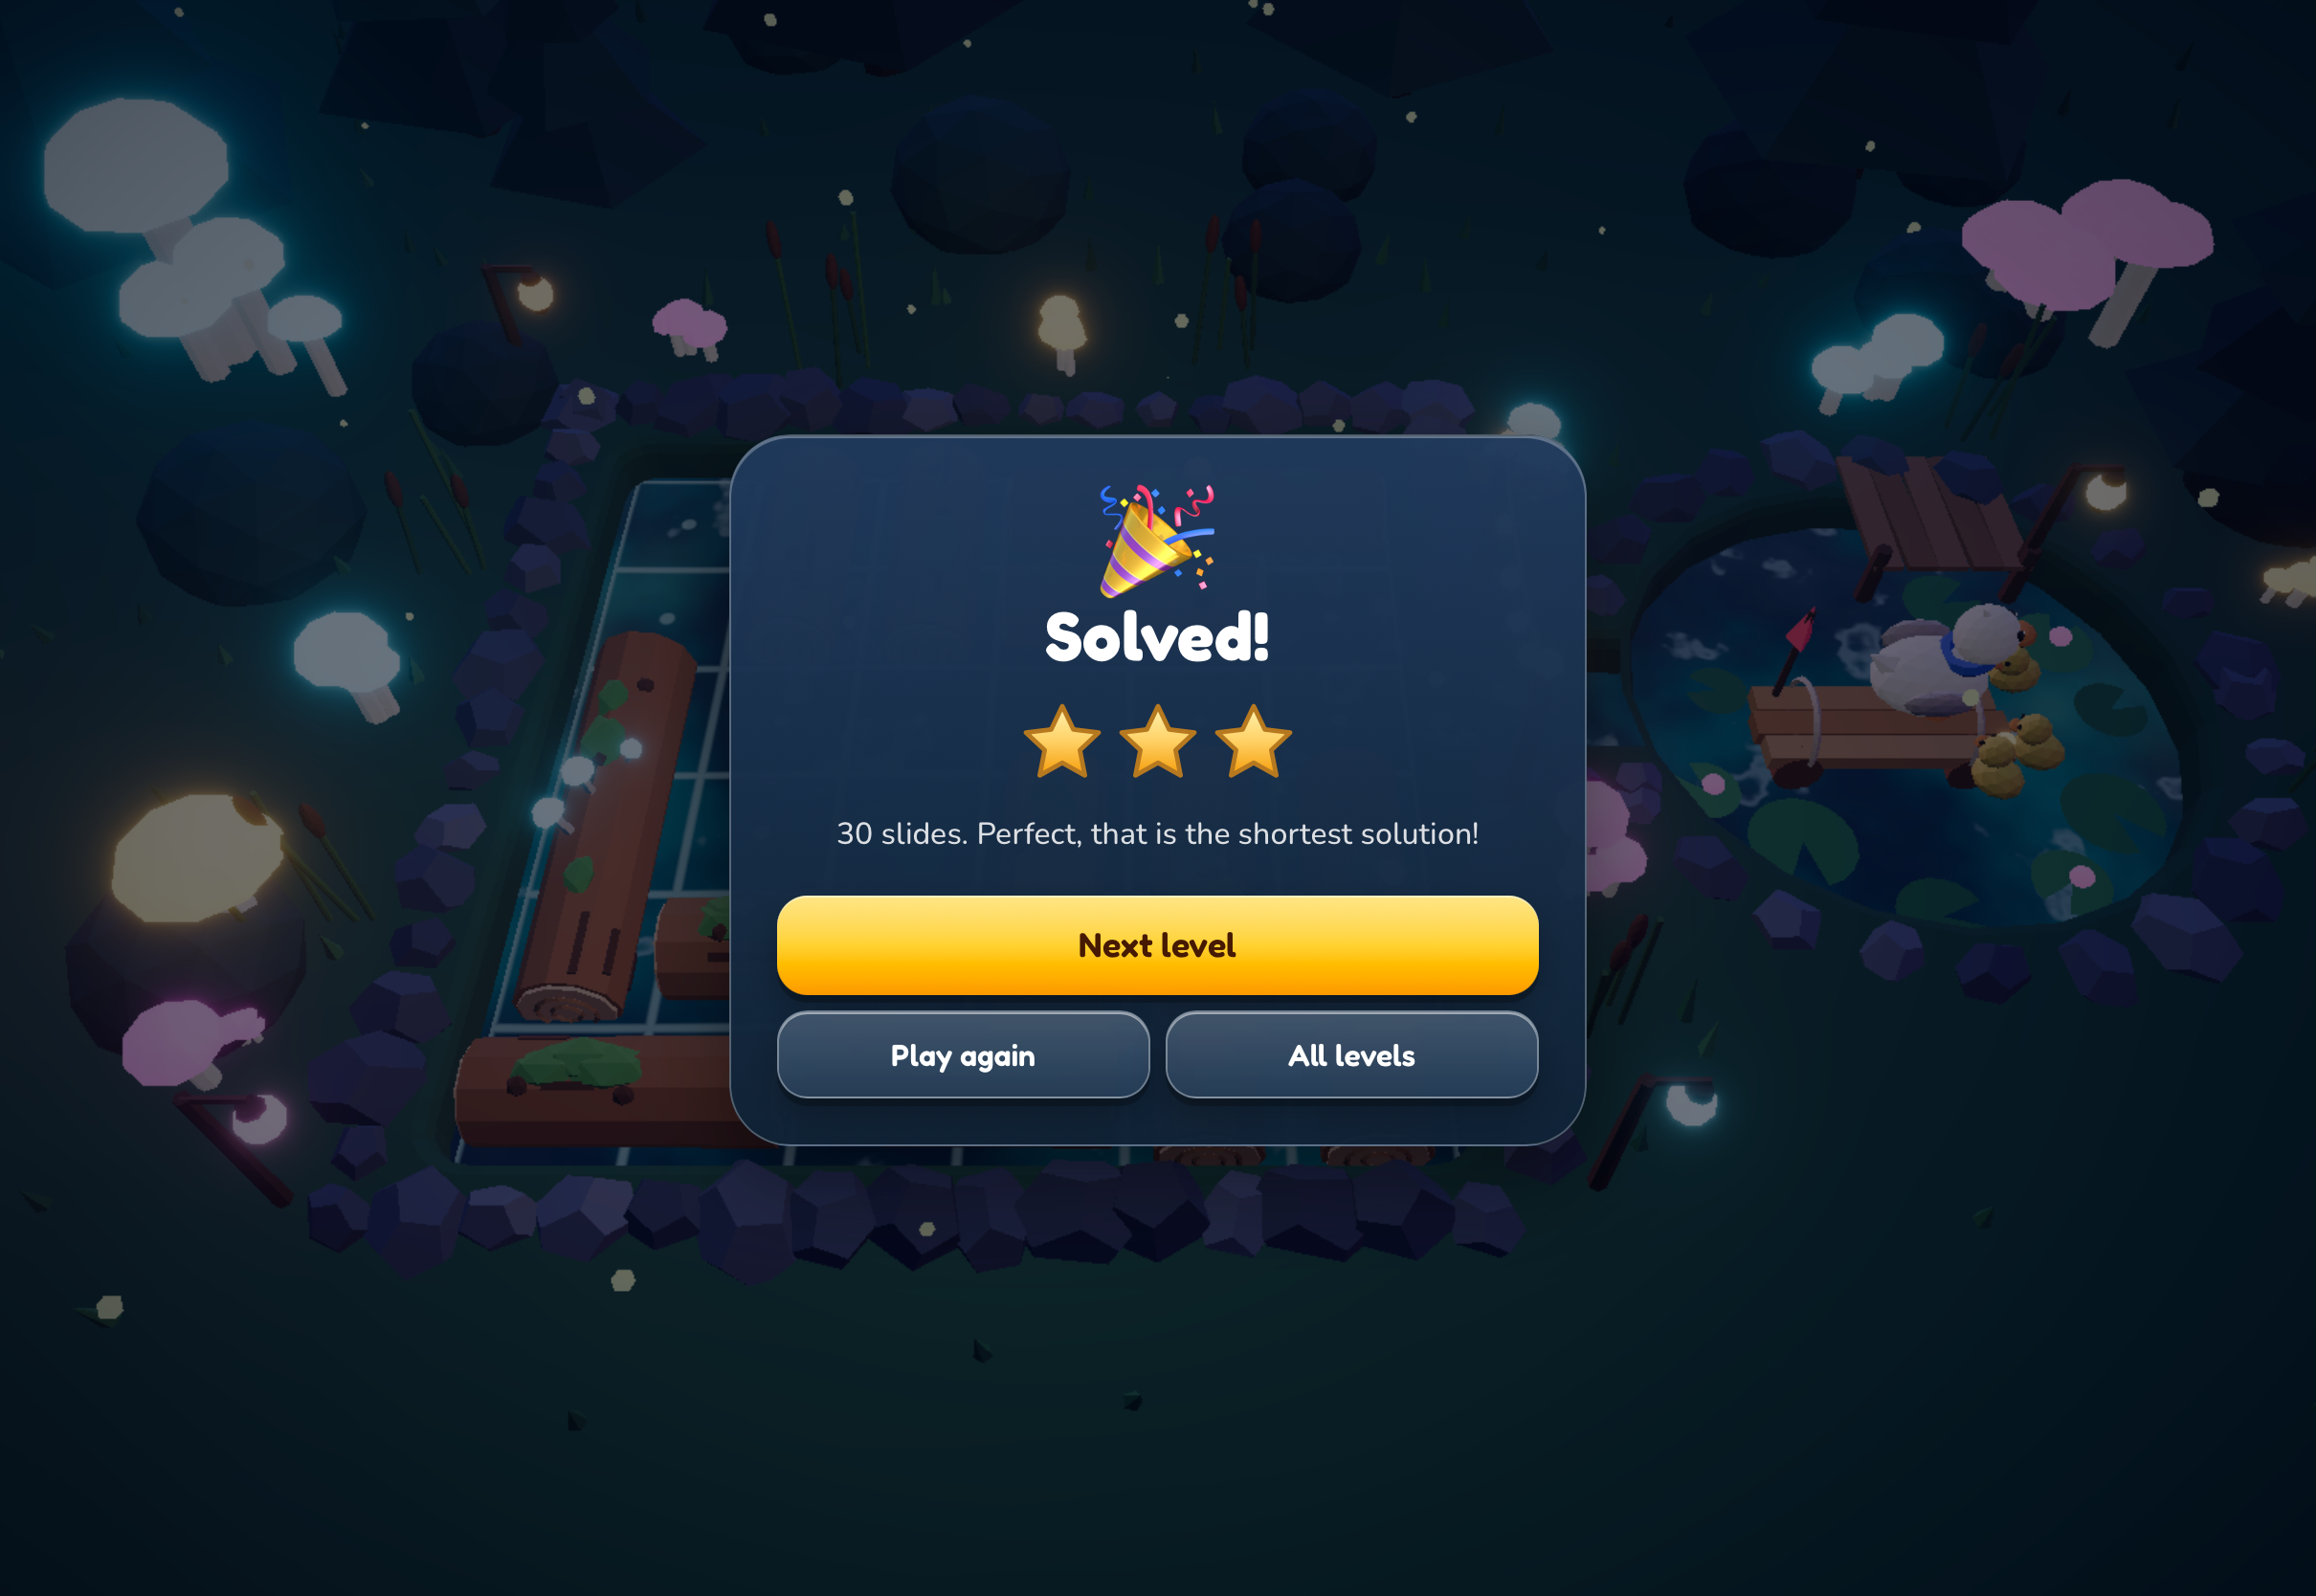 Solved!
30 slides. Perfect, that is the shortest solution!
Next level
Play again
All levels